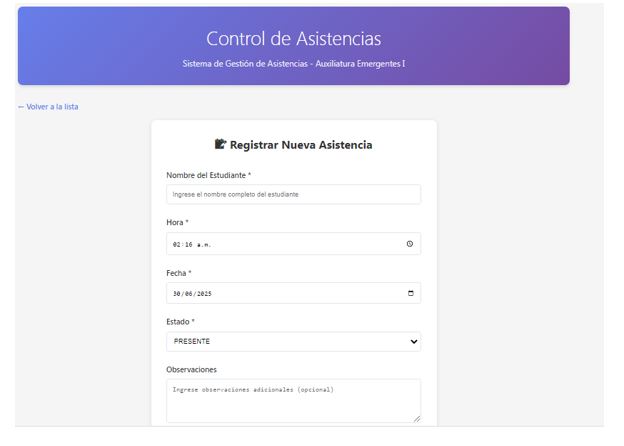 Control de Asistencias
Sistema de Gestión de Asistencias - Auxiliatura Emergentes I
← Volver a la lista
Registrar Nueva Asistencia
Nombre del Estudiante *
Ingrese el nombre completo del estudiante
Hora *
02:16 a.m.
Fecha *
30/06/2025
Estado *
PRESENTE
Observaciones
Ingrese observaciones adicionales (opcional)